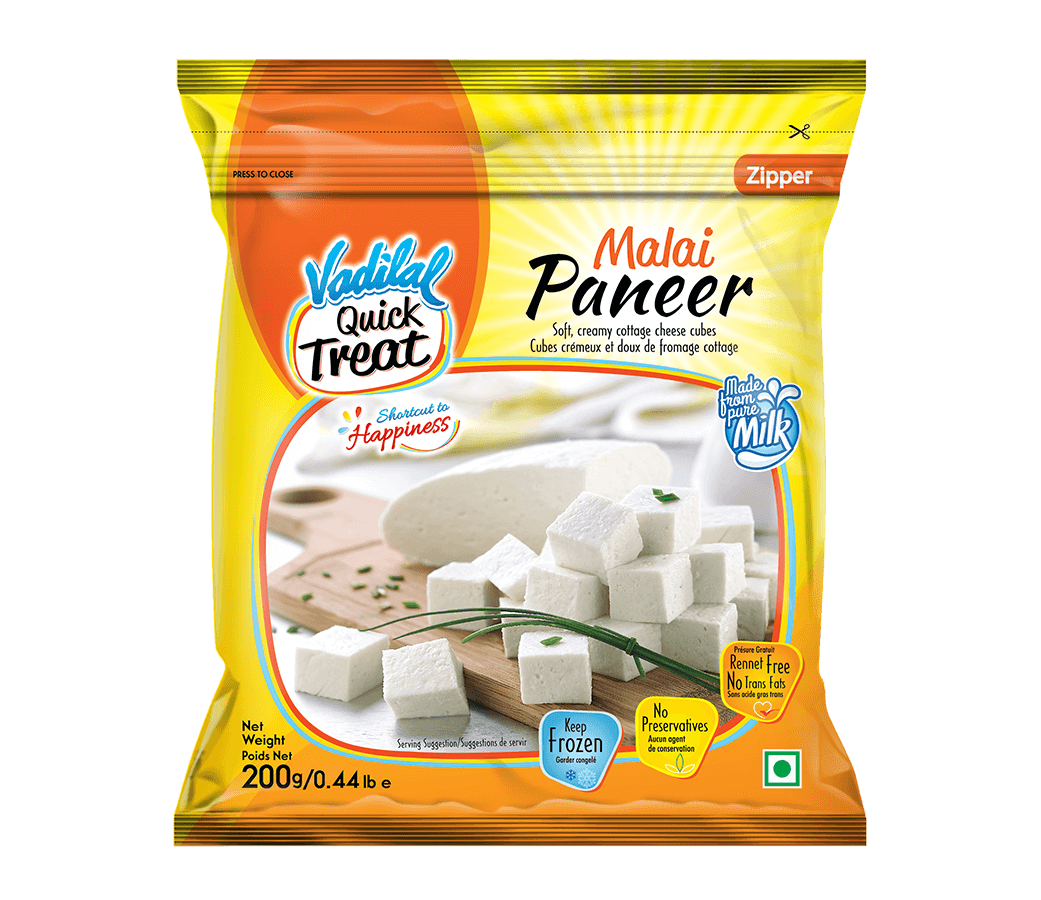 PRESS TO CLOSE
Zipper
Vadilal
Quick
Treat
Shortcut to
Happiness
Malai
Paneer
Soft, creamy cottage cheese cubes
Cubes crémeux et doux de fromage cottage
Made
from
pure
Milk
Présure Gratuit
Rennet Free
No Trans Fats
Sans acide gras trans
No
Preservatives
Aucun agent
de conservation
Keep
Frozen
Garder congelé
Serving Suggestion/Suggestions de servir
Net
Weight
Poids Net
200g/0.44 lb e